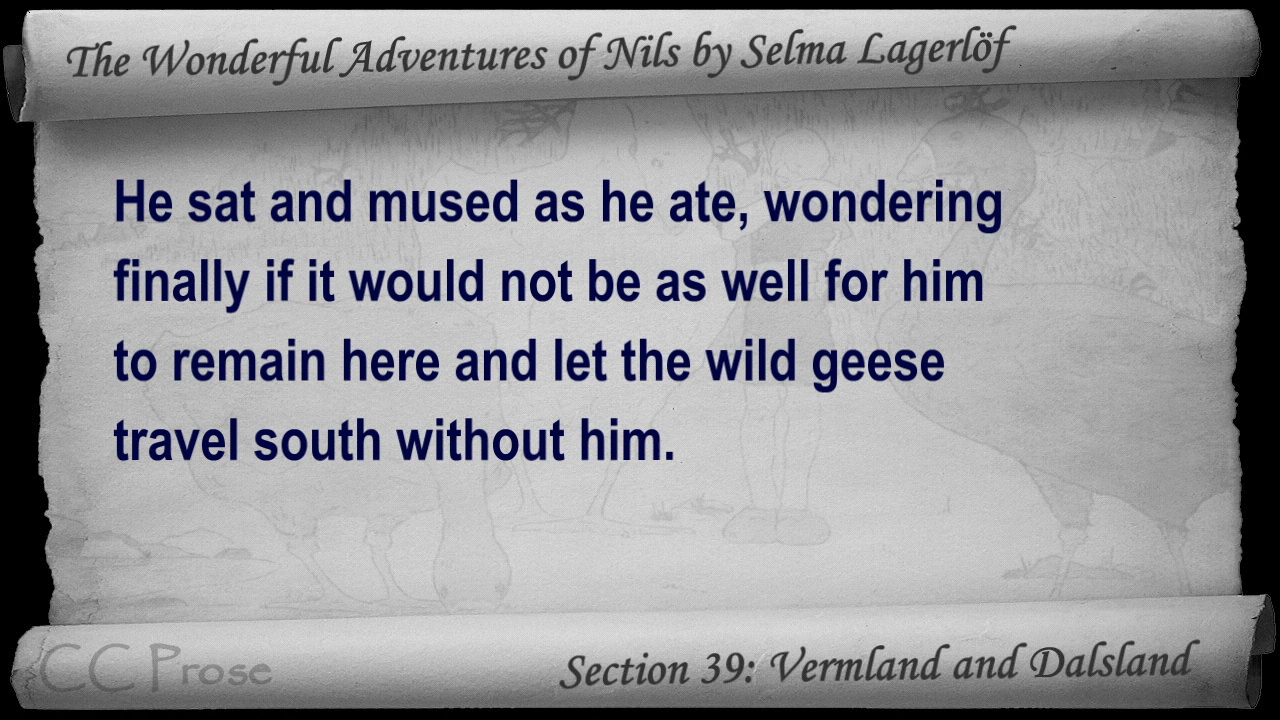 The Wonderful Adventures of Nils by Selma Lagerlöf
He sat and mused as he ate, wondering
finally if it would not be as well for him
to remain here and let the wild geese
travel south without him.
CC Prose
Section 39: Vermland and Dalsland